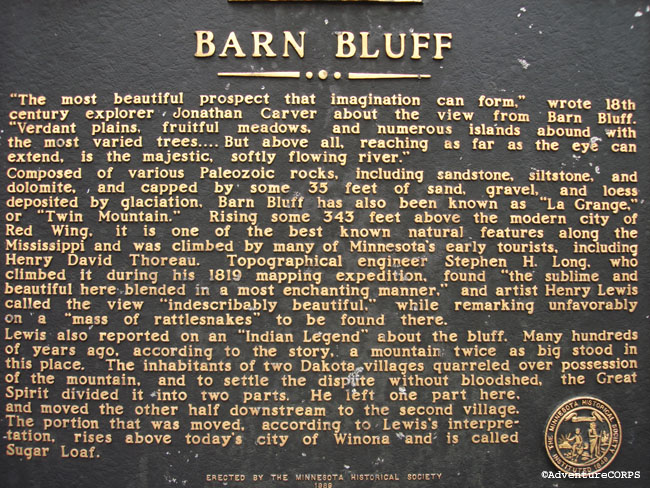 BARN BLUFF
"The most beautiful prospect that imagination can form," wrote 18th
century explorer Jonathan Carver about the view from Barn Bluff.
"Verdant plains, fruitful meadows, and numerous islands abound with
the most varied trees.... But above all, reaching as far as the eye can
extend, is the majestic, softly flowing river."
Composed of various Paleozoic rocks, including sandstone, siltstone, and
dolomite, and capped by some 35 feet of sand, gravel, and loess
deposited by glaciation, Barn Bluff has also been known as "La Grange,"
or "Twin Mountain." Rising some 343 feet above the modern city of
Red Wing, it is one of the best known natural features along the
Mississippi and was climbed by many of Minnesota's early tourists, including
Henry David Thoreau. Topographical engineer Stephen H. Long, who
climbed it during his 1819 mapping expedition, found "the sublime and
beautiful here blended in a most enchanting manner," and artist Henry Lewis
called the view "indescribably beautiful," while remarking unfavorably
on a "mass of rattlesnakes" to be found there.
Lewis also reported on an "Indian Legend" about the bluff. Many hundreds
of years ago, according to the story, a mountain twice as big stood in
this place. The inhabitants of two Dakota villages quarreled over possession
of the mountain, and to settle the dispute without bloodshed, the Great
Spirit divided it into two parts. He left one part here,
and moved the other half downstream to the second village.
The portion that was moved, according to Lewis's interpre-
tation, rises above today's city of Winona and is called
Sugar Loaf.
THE MINNESOTA HISTORICAL SOCIETY
INSTITUTED
ERECTED BY THE MINNESOTA HISTORICAL SOCIETY
©AdventureCORPS